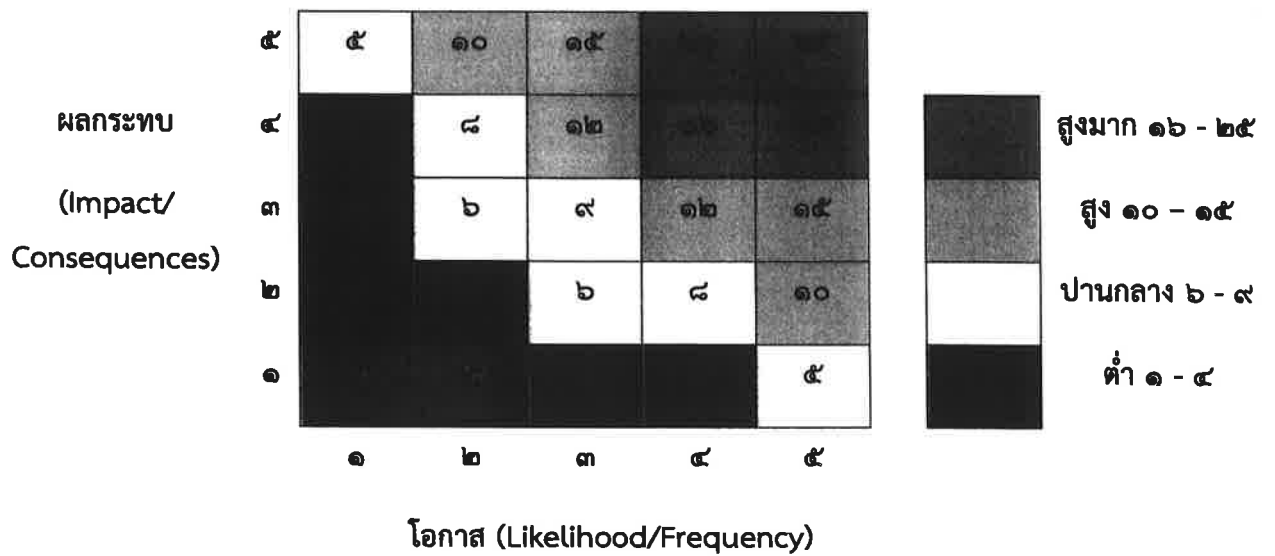 ๕ ๕ ๑๐ ๑๕
ผลกระทบ ๔ ๘ ๑๒ ๑๖ สูงมาก ๑๖ - ๒๕
(Impact/ ๓ ๖ ๙ ๑๒ ๑๕ สูง ๑๐ – ๑๕
Consequences)
๒ ๖ ๘ ๑๐ ปานกลาง ๖ - ๙
๑ ๕ ต่ำ ๑ - ๔
๑ ๒ ๓ ๔ ๕
โอกาส (Likelihood/Frequency)